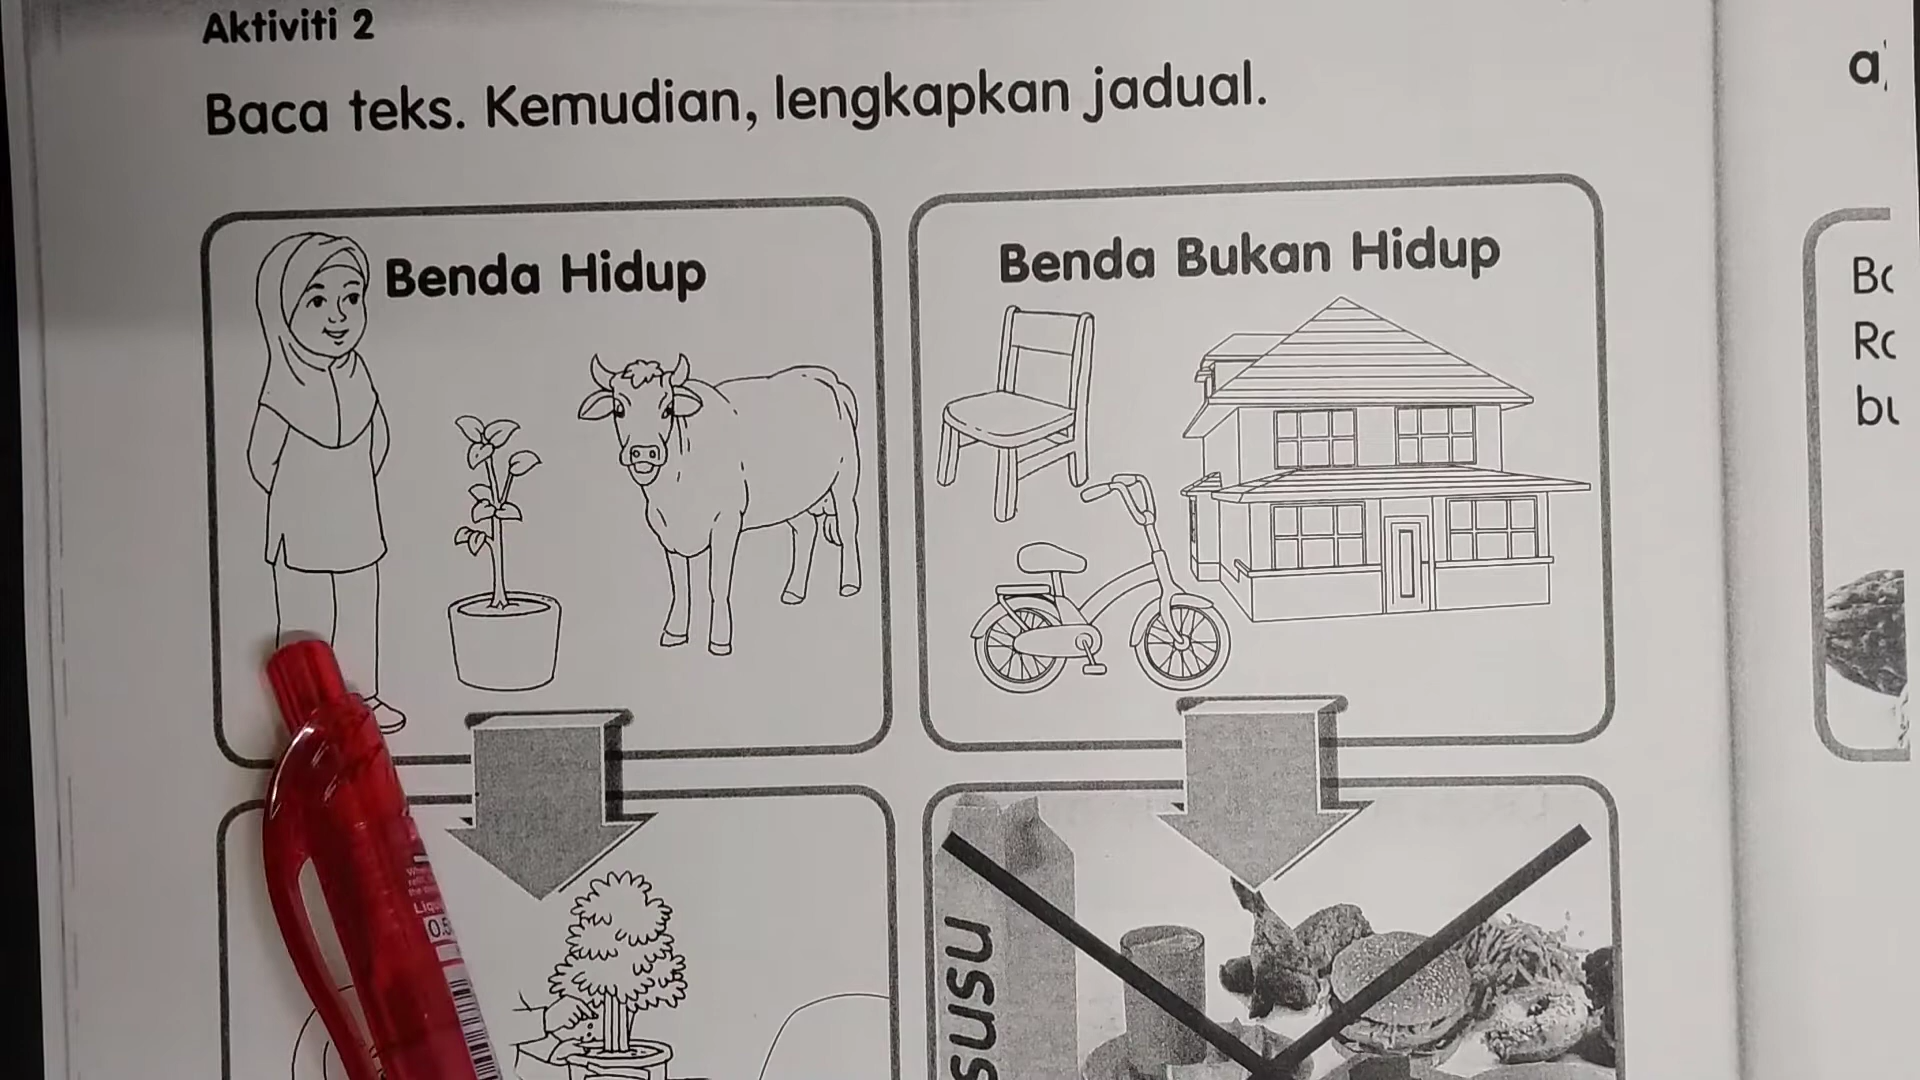 Aktiviti 2
Baca teks. Kemudian, lengkapkan jadual.
Benda Hidup
Benda Bukan Hidup
susu
a